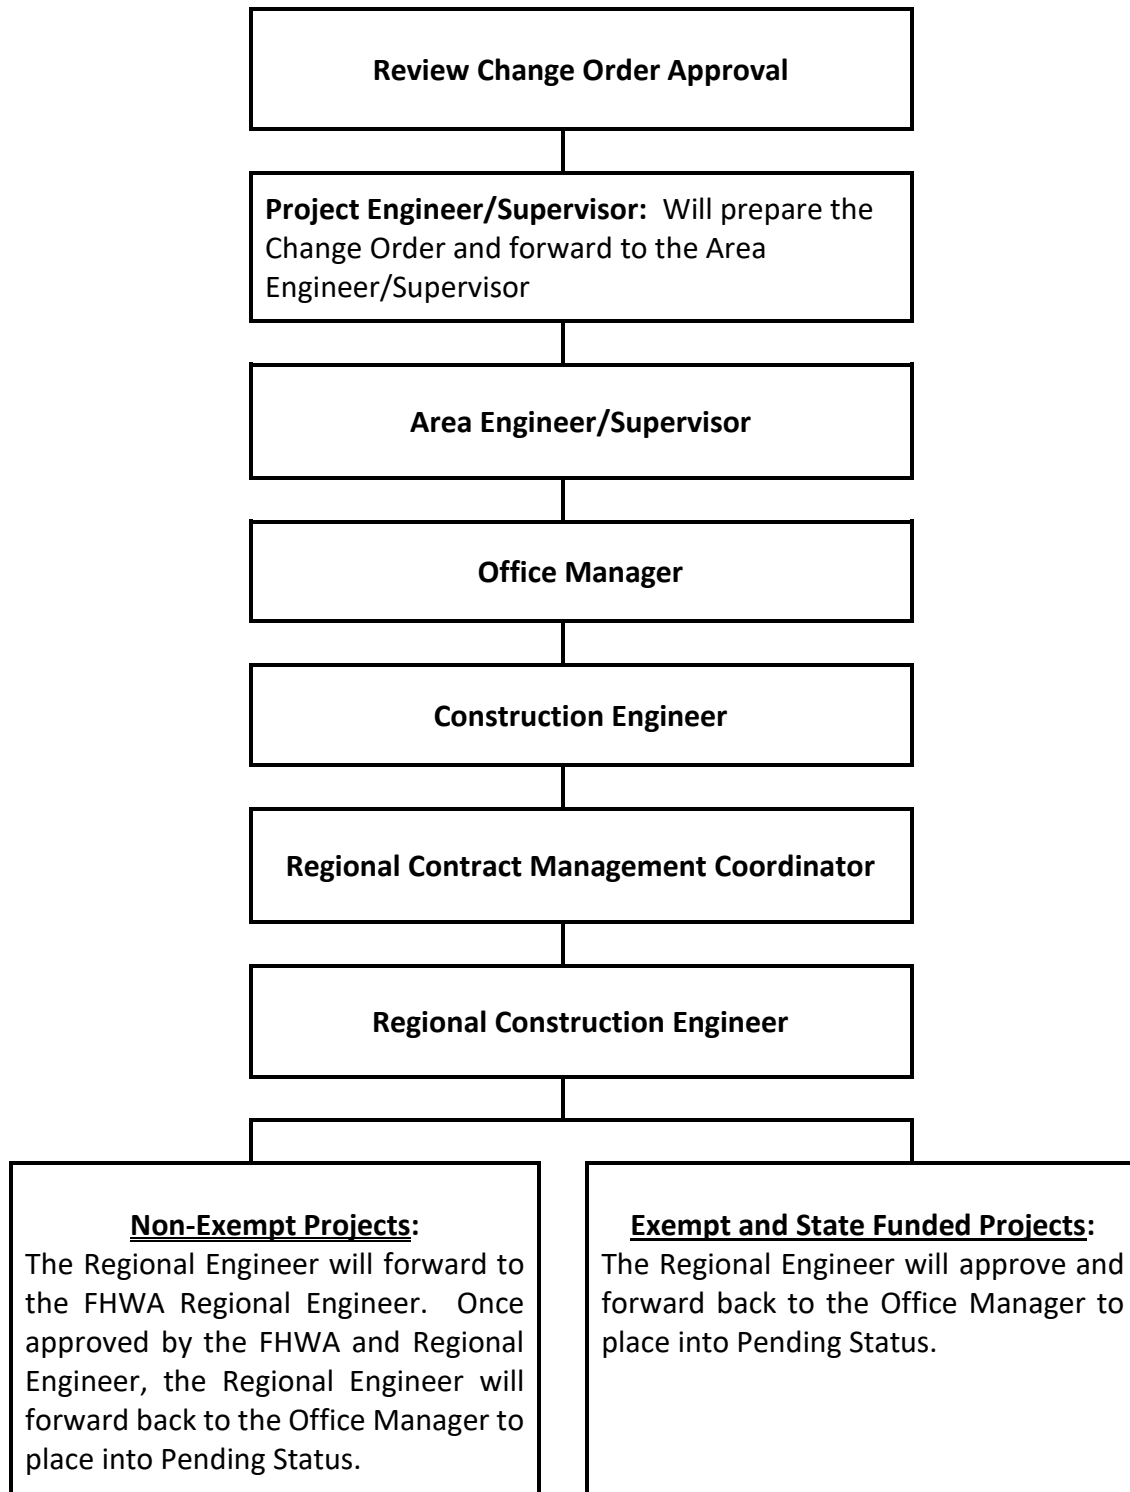 Review Change Order Approval
Project Engineer/Supervisor:  Will prepare the
Change Order and forward to the Area
Engineer/Supervisor
Area Engineer/Supervisor
Office Manager
Construction Engineer
Regional Contract Management Coordinator
Regional Construction Engineer
Non-Exempt Projects:
The Regional Engineer will forward to
the FHWA Regional Engineer.  Once
approved by the FHWA and Regional
Engineer, the Regional Engineer will
forward back to the Office Manager to
place into Pending Status.
Exempt and State Funded Projects:
The Regional Engineer will approve and
forward back to the Office Manager to
place into Pending Status.